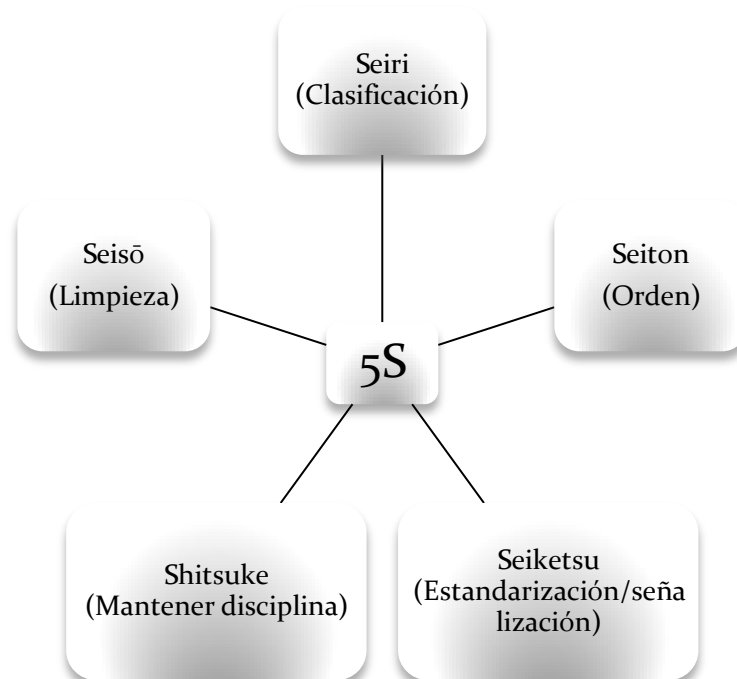 Seiri
(Clasificación)
Seisō
(Limpieza)
Seiton
(Orden)
5S
Shitsuke
(Mantener disciplina)
Seiketsu
(Estandarización/seña
lización)